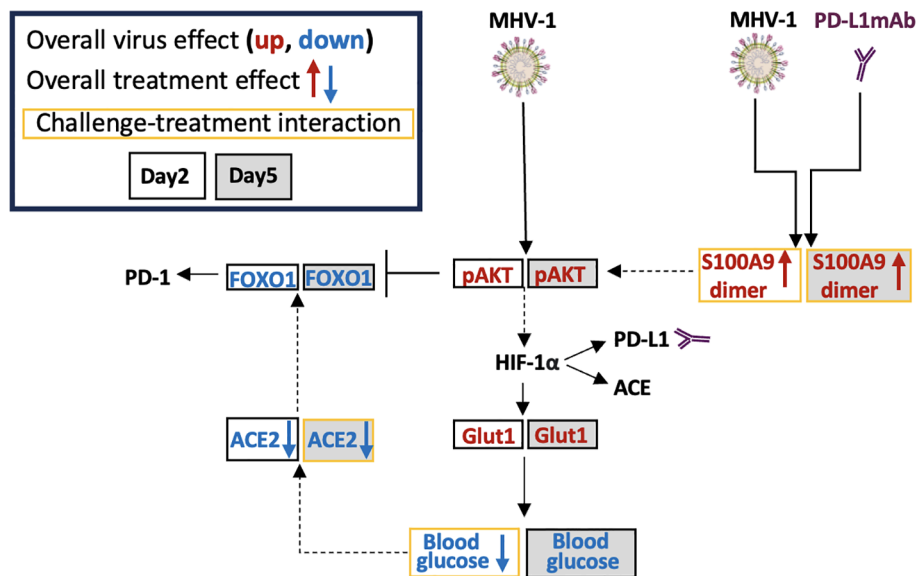 Overall virus effect (up, down)
Overall treatment effect
Challenge-treatment interaction
Day2 Day5
MHV-1
MHV-1 PD-L1mAb
PD-1
FOXO1 FOXO1
pAKT pAKT
S100A9
dimer
S100A9
dimer
HIF-1α
PD-L1
ACE
ACE2 ACE2
Glut1 Glut1
Blood
glucose
Blood
glucose